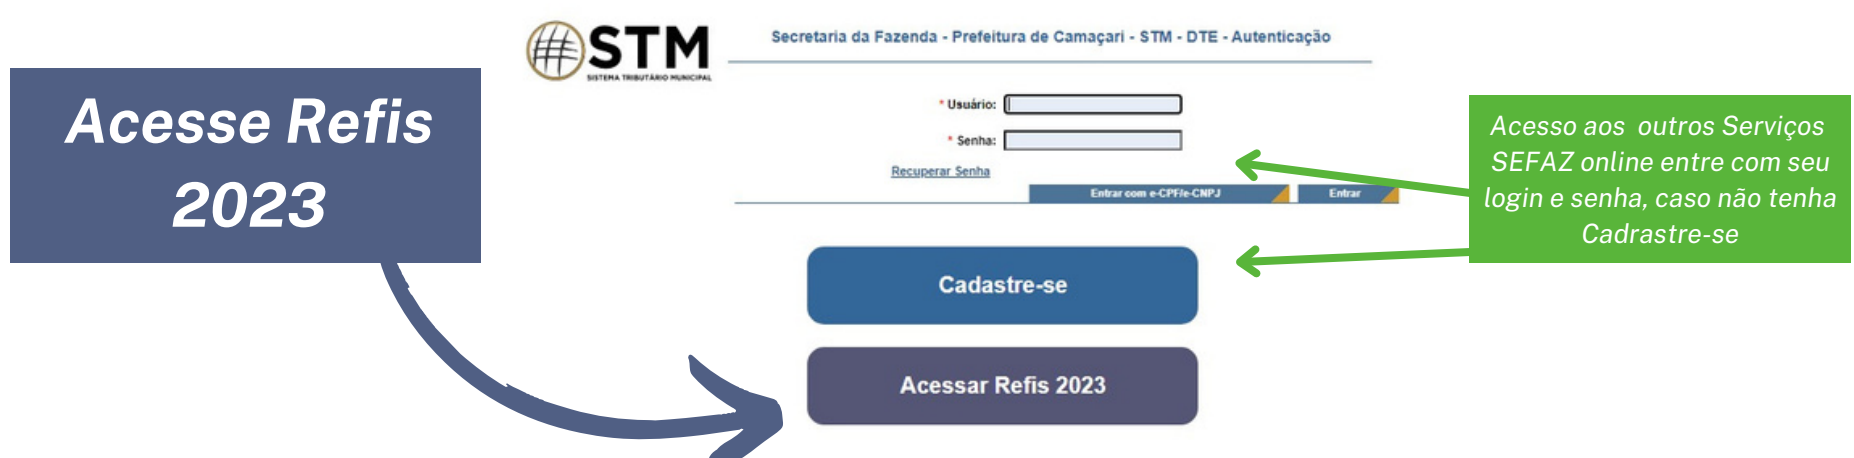 STM
SISTEMA TRIBUTÁRIO MUNICIPAL
Secretaria da Fazenda - Prefeitura de Camaçari - STM - DTE - Autenticação
Acesse Refis
2023
* Usuário:
* Senha:
Recuperar Senha
Entrar com e-CPF/e-CNPJ
Entrar
Acesso aos outros Serviços
SEFAZ online entre com seu
login e senha, caso não tenha
Cadrastre-se
Cadastre-se
Acessar Refis 2023